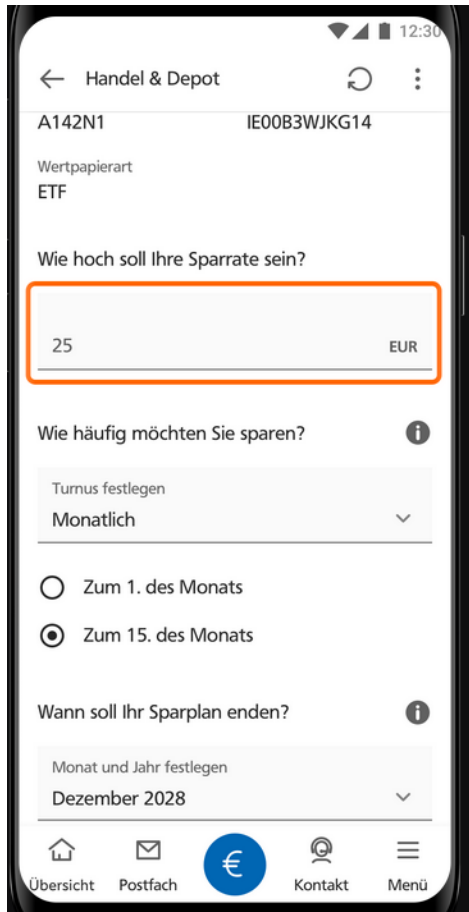 12:30
Handel & Depot
A142N1 IE00B3WJKG14
Wertpapierart
ETF
Wie hoch soll Ihre Sparrate sein?
25 EUR
Wie häufig möchten Sie sparen?
Turnus festlegen
Monatlich
Zum 1. des Monats
Zum 15. des Monats
Wann soll Ihr Sparplan enden?
Monat und Jahr festlegen
Dezember 2028
€
Übersicht Postfach Kontakt Menü